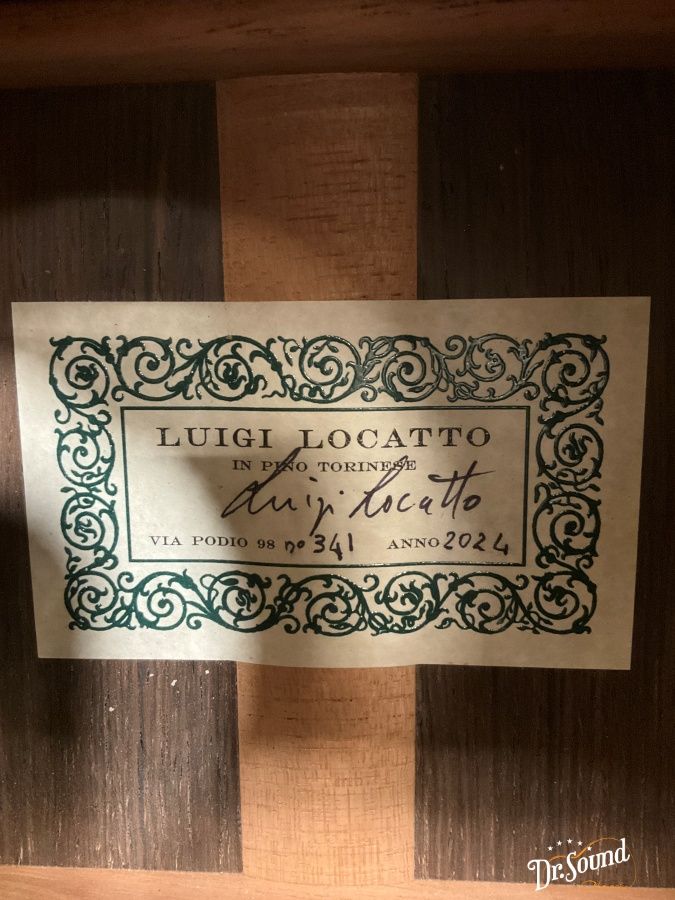 LUIGI LOCATTO
IN PINO TORINESE
Luigi Locatto
VIA PODIO 98 no 341 ANNO 2024
Dr. Sound